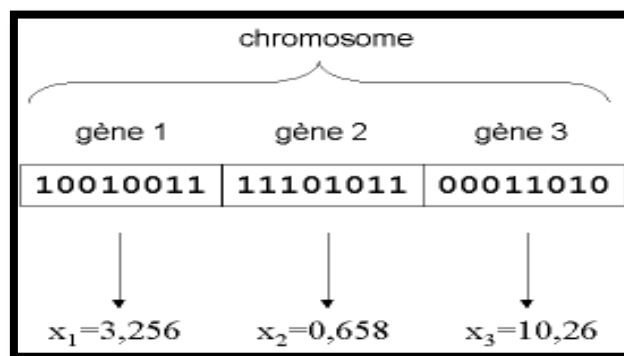 chromosome
gène 1 gène 2 gène 3
10010011 11101011 00011010
x₁=3,256 x₂=0,658 x₃=10,26